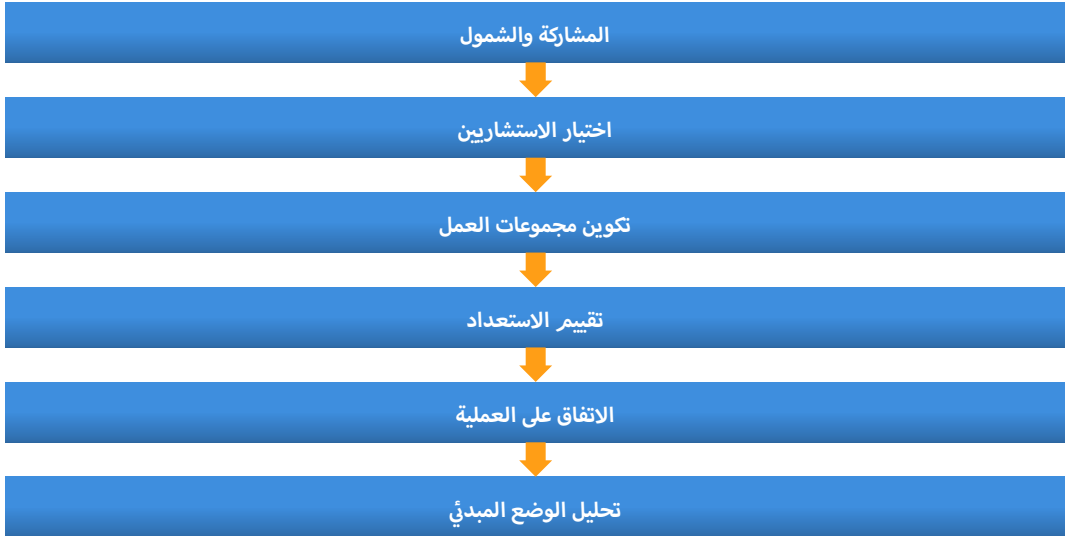 المشاركة والشمول
اختيار الاستشاريين
تكوين مجموعات العمل
تقييم الاستعداد
الاتفاق على العملية
تحليل الوضع المبدئي